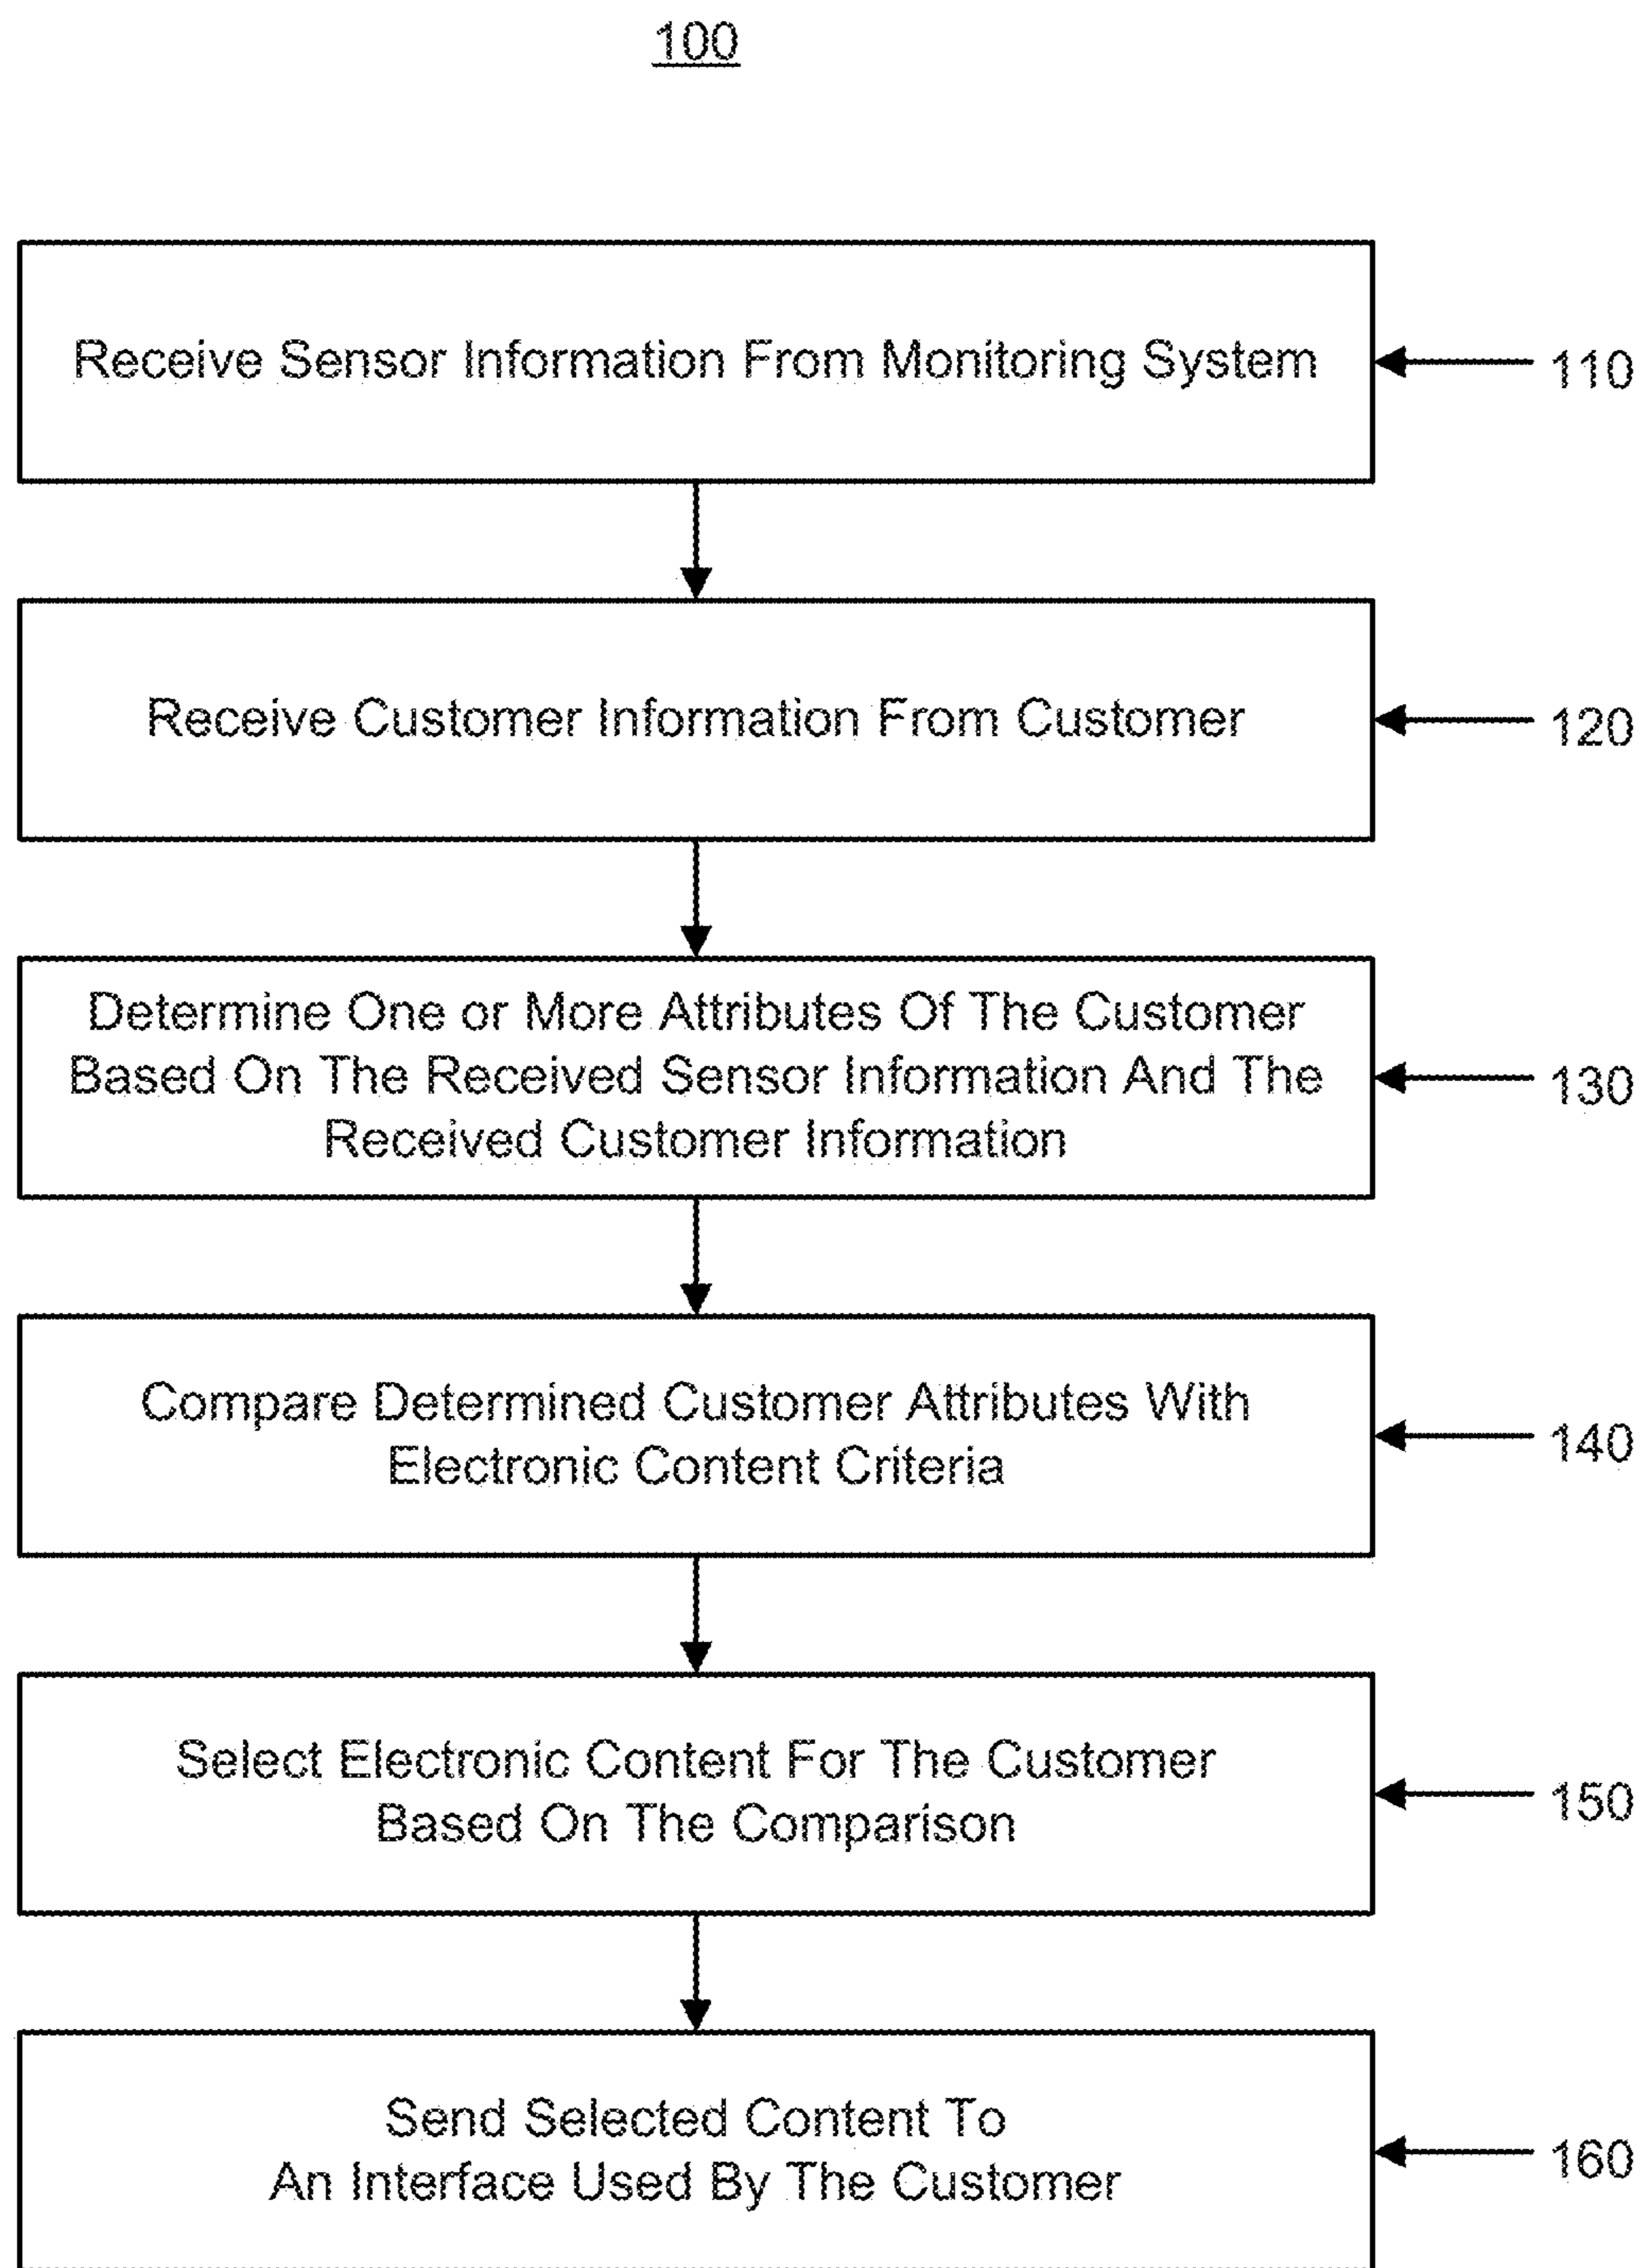 100
Receive Sensor Information From Monitoring System
110
Receive Customer Information From Customer
120
Determine One or More Attributes Of The Customer
Based On The Received Sensor Information And The
Received Customer Information
130
Compare Determined Customer Attributes With
Electronic Content Criteria
140
Select Electronic Content For The Customer
Based On The Comparison
150
Send Selected Content To
An Interface Used By The Customer
160